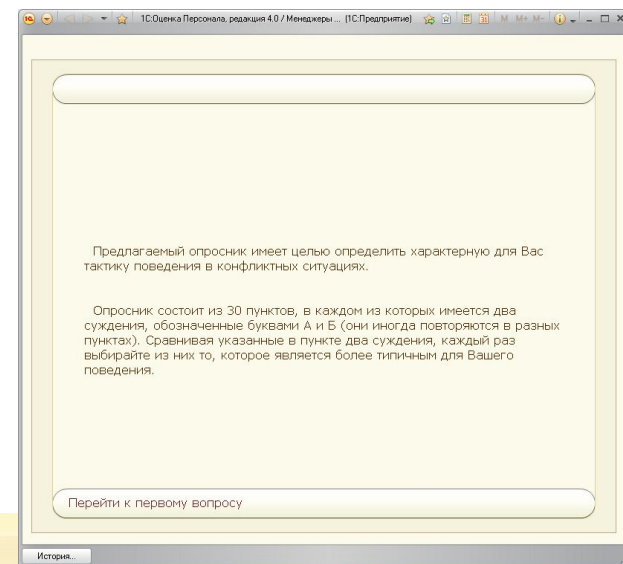 1С:Оценка Персонала, редакция 4.0 / Менеджеры ... (1С:Предприятие)
M M+ M-
Предлагаемый опросник имеет целью определить характерную для Вас
тактику поведения в конфликтных ситуациях.
Опросник состоит из 30 пунктов, в каждом из которых имеется два
суждения, обозначенные буквами А и Б (они иногда повторяются в разных
пунктах). Сравнивая указанные в пункте два суждения, каждый раз
выбирайте из них то, которое является более типичным для Вашего
поведения.
Перейти к первому вопросу
История...